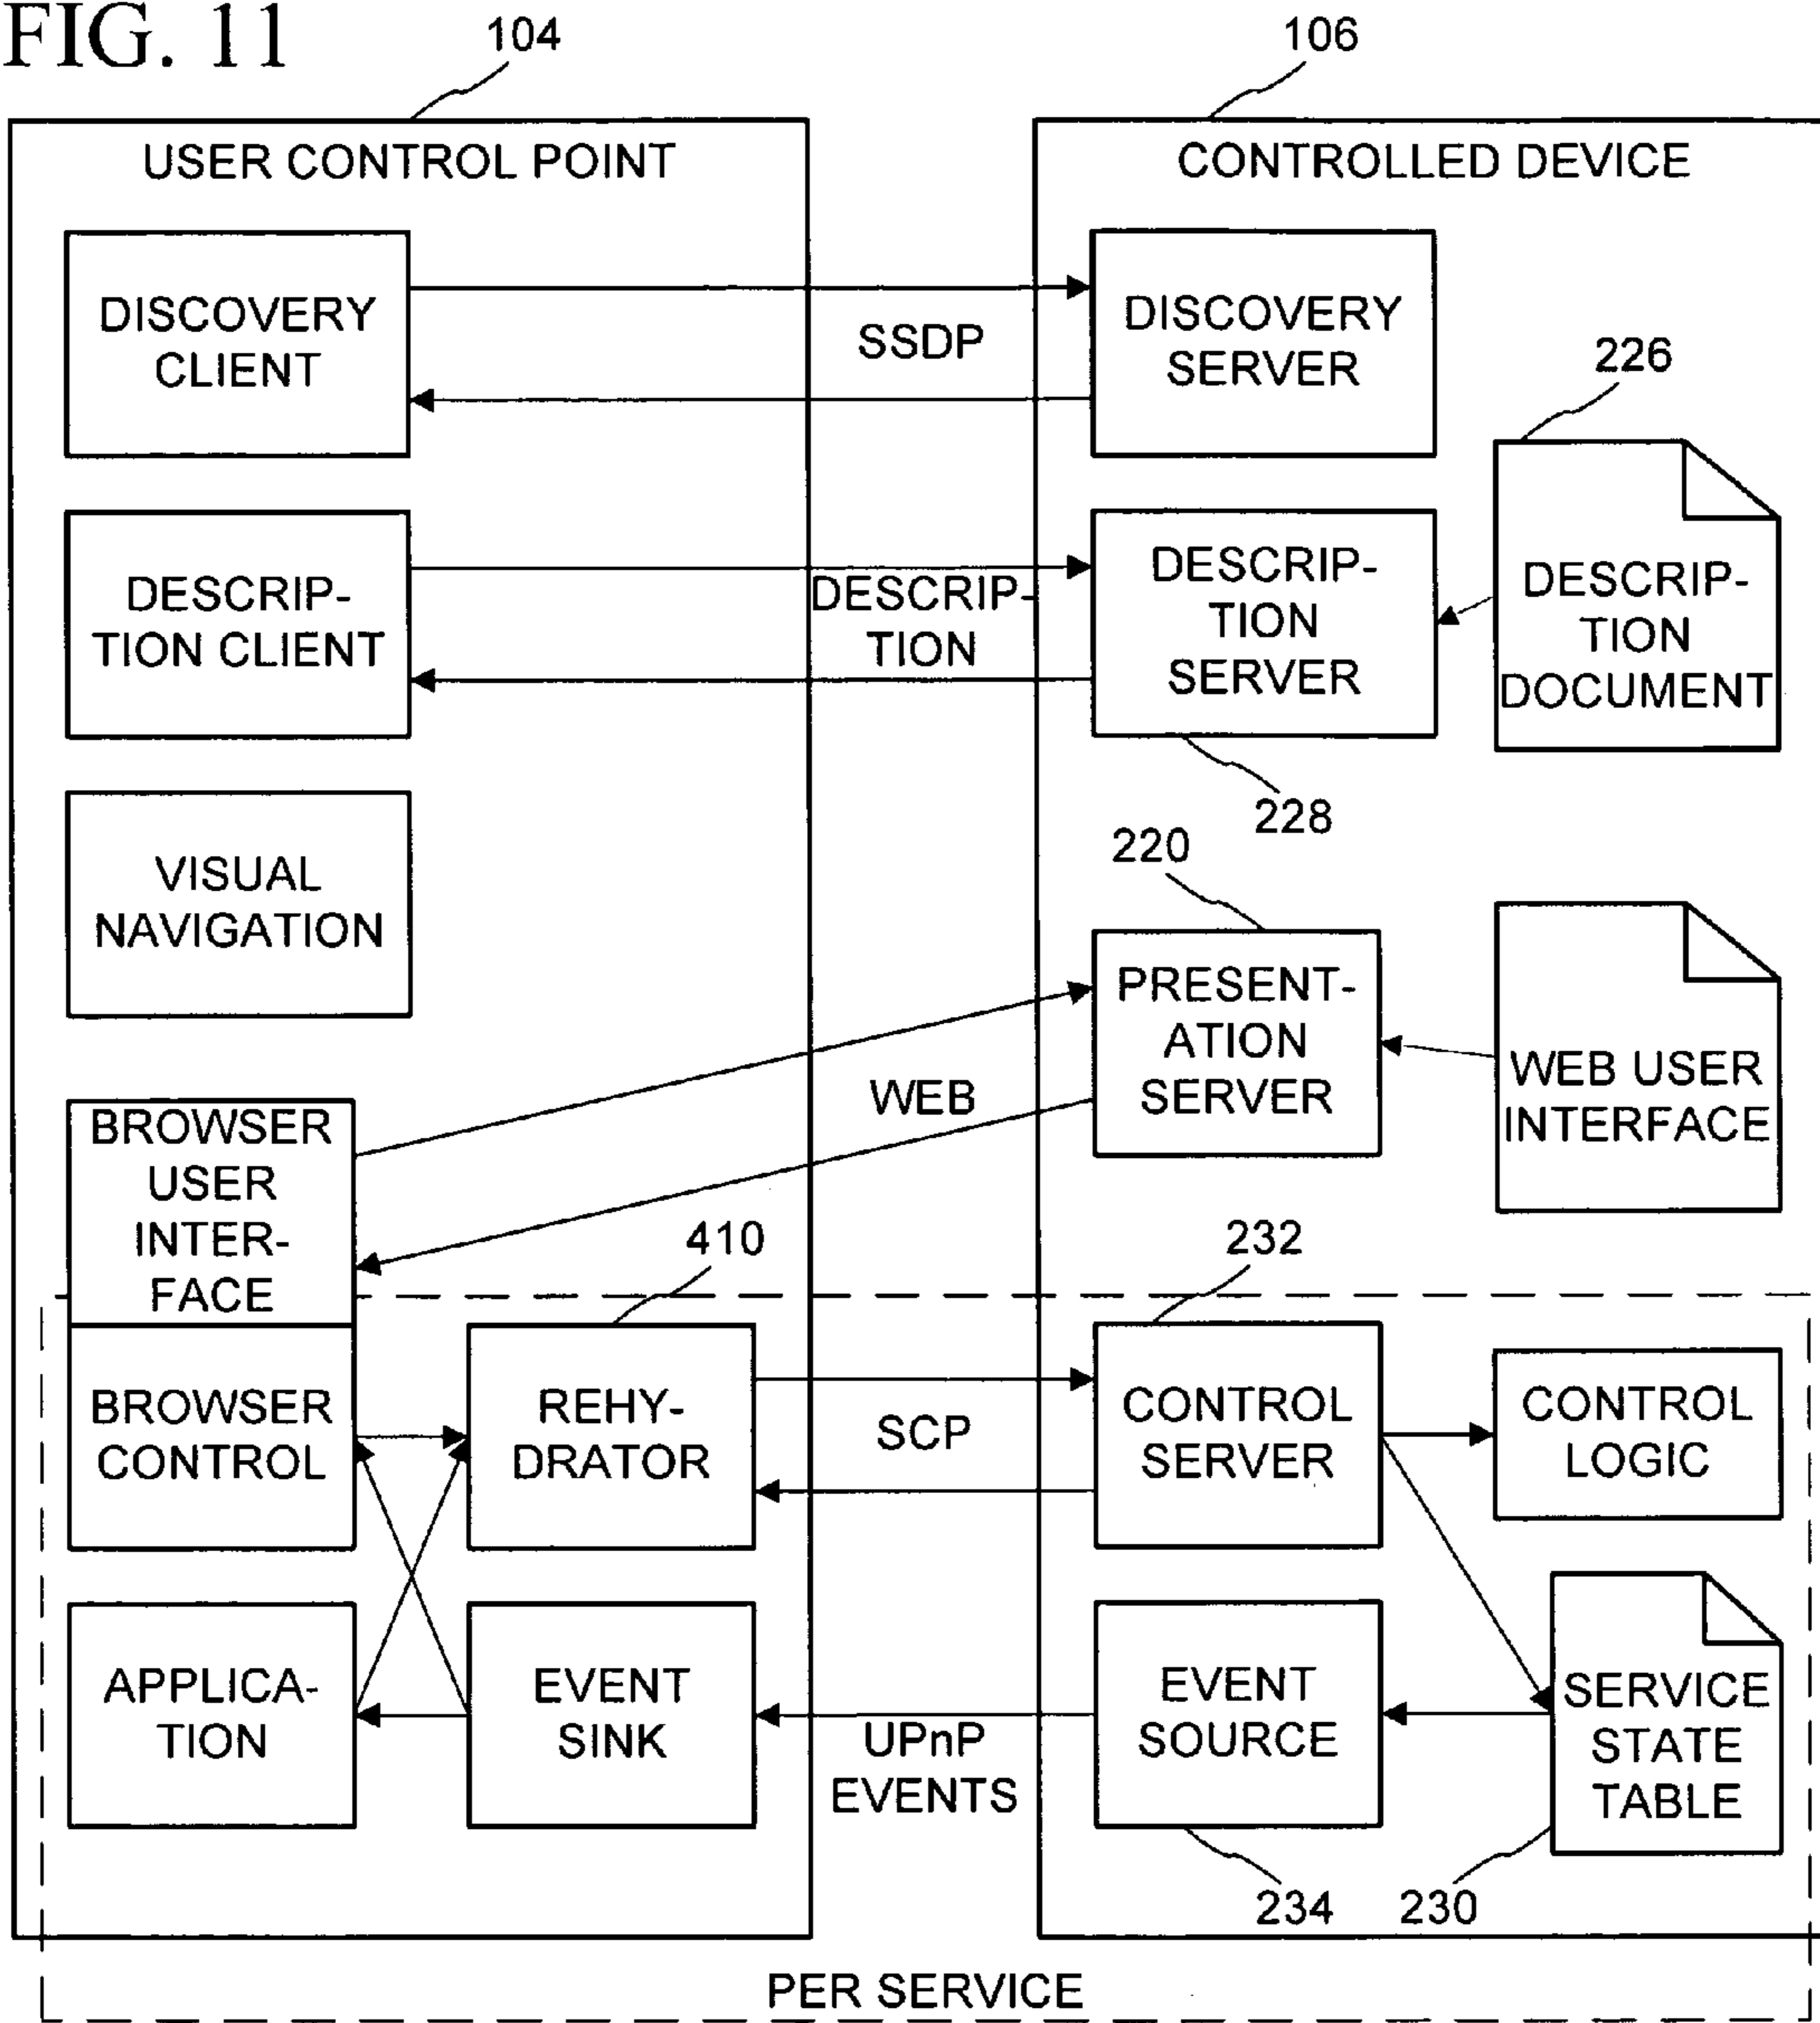 FIG. 11
104
106
USER CONTROL POINT
CONTROLLED DEVICE
DISCOVERY
CLIENT
SSDP
DISCOVERY
SERVER
226
DESCRIP-
TION CLIENT
DESCRIP-
TION
DESCRIP-
TION
SERVER
DESCRIP-
TION
DOCUMENT
228
VISUAL
NAVIGATION
220
PRESENT-
ATION
SERVER
WEB USER
INTERFACE
WEB
BROWSER
USER
INTER-
FACE
410
232
BROWSER
CONTROL
REHY-
DRATOR
SCP
CONTROL
SERVER
CONTROL
LOGIC
APPLICA-
TION
EVENT
SINK
UPnP
EVENTS
EVENT
SOURCE
SERVICE
STATE
TABLE
234
230
PER SERVICE